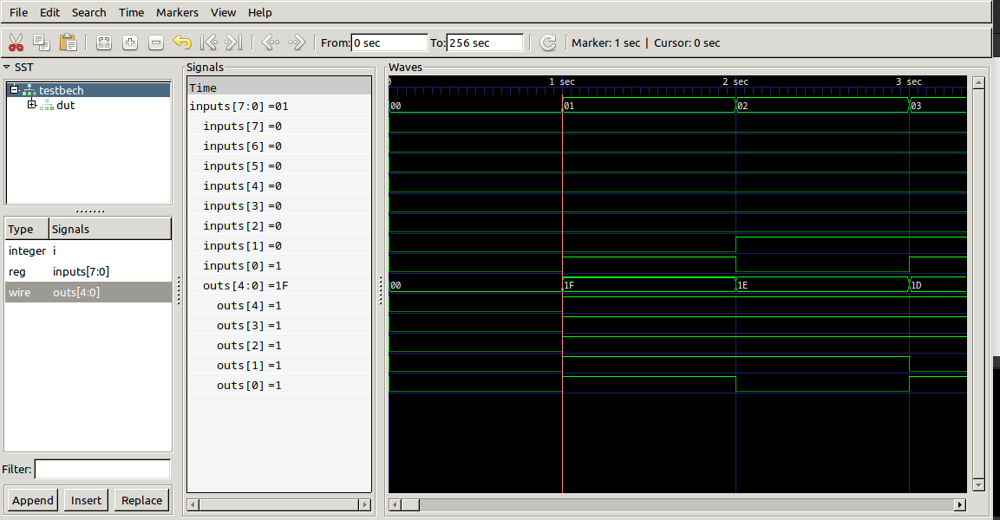 File Edit Search Time Markers View Help
From: 0 sec To: 256 sec Marker: 1 sec | Cursor: 0 sec
SST
testbech
dut
Type Signals
integer i
reg inputs[7:0]
wire outs[4:0]
Filter:
Append Insert Replace
Signals
Time
inputs[7:0] =01
inputs[7] =0
inputs[6] =0
inputs[5] =0
inputs[4] =0
inputs[3] =0
inputs[2] =0
inputs[1] =0
inputs[0] =1
outs[4:0] =1F
outs[4] =1
outs[3] =1
outs[2] =1
outs[1] =1
outs[0] =1
Waves
0 1 sec 2 sec 3 sec
00 01 02 03
00 1F 1E 1D